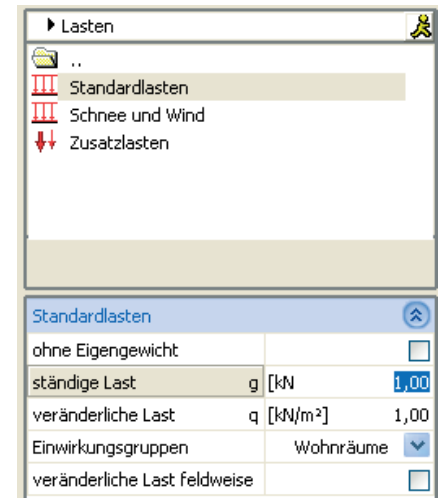 Lasten
..
Standardlasten
Schnee und Wind
Zusatzlasten
Standardlasten
ohne Eigengewicht
ständige Last g [kN 1,00
veränderliche Last q [kN/m²] 1,00
Einwirkungsgruppen Wohnräume
veränderliche Last feldweise